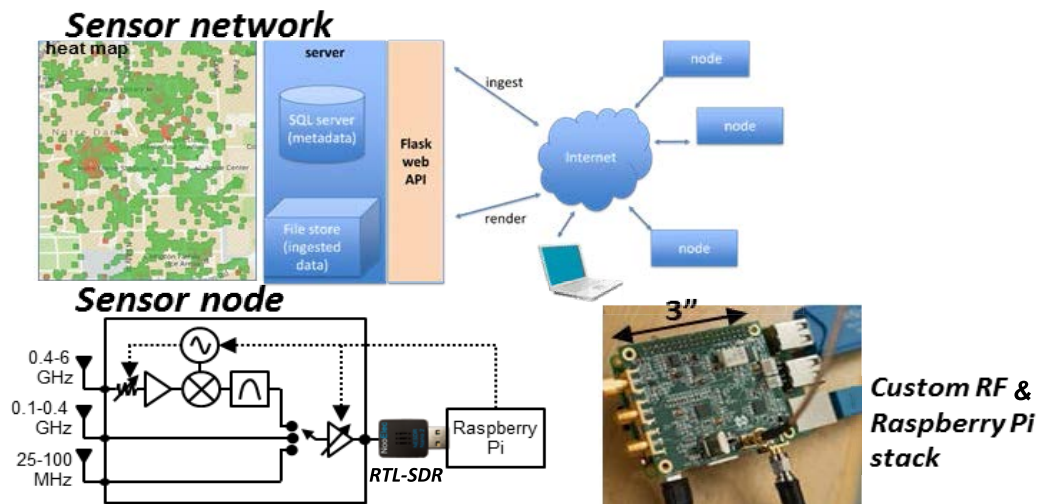 Sensor network
heat map
Notre Dame
server
SQL server
(metadata)
File store
(ingested
data)
Flask
web
API
ingest
render
Internet
node
node
node
Sensor node
0.4-6
GHz
0.1-0.4
GHz
25-100
MHz
RTL-SDR
Raspberry
Pi
3”
Custom RF &
Raspberry Pi
stack